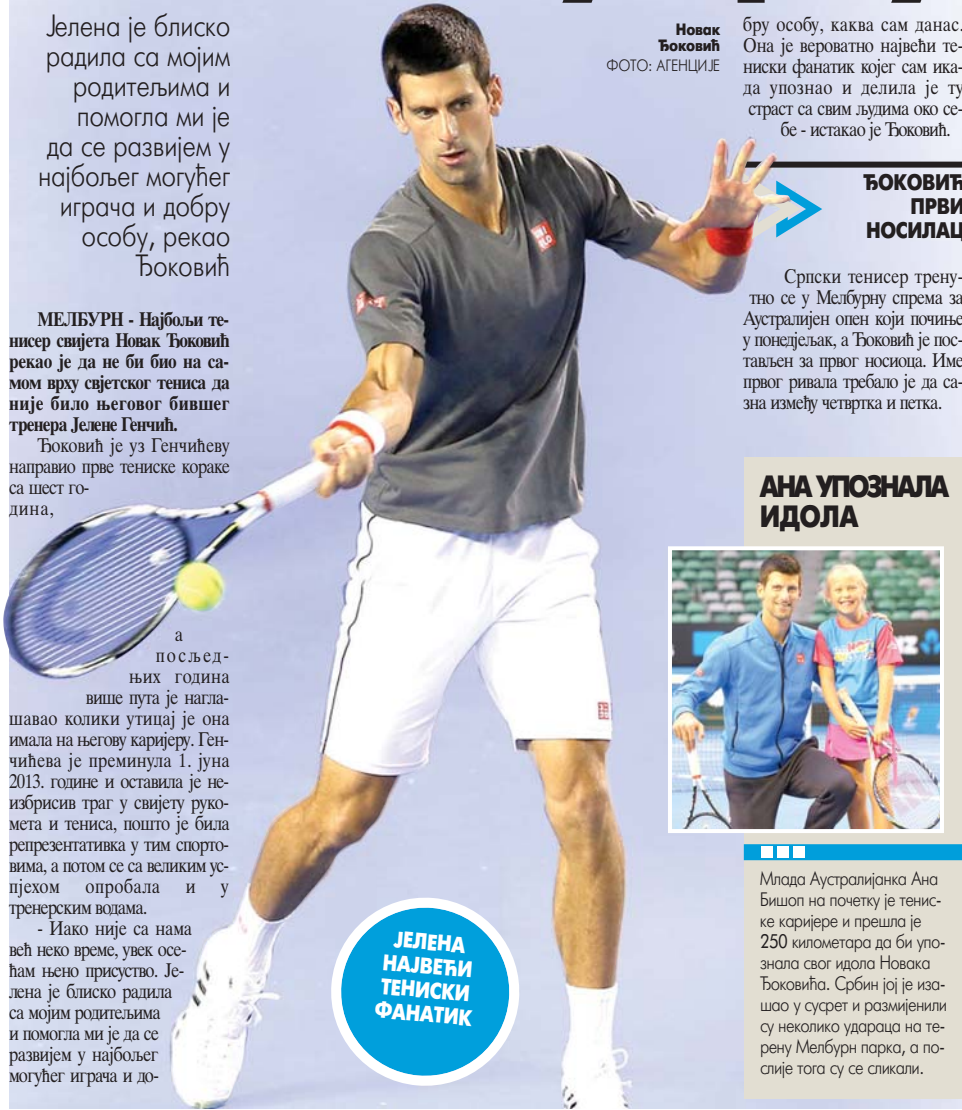 Јелена је блиско
радила са мојим
родитељима и
помогла ми је
да се развијем у
најбољег могућег
играча и добру
особу, рекао
Ђоковић
МЕЛБУРН - Најбољи те-
нисер свијета Новак Ђоковић
рекао је да не би био на са-
мом врху свјетског тениса да
није било његовог бившег
тренера Јелене Генчић.
Ђоковић је уз Генчићеву
направио прве тениске кораке
са шест го-
дина,
а
посљед-
њих година
више пута је нагла-
шавао колики утицај је она
имала на његову каријеру. Ген-
чићева је преминула 1. јуна
2013. године и оставила је не-
избрисив траг у свијету руко-
мета и тениса, пошто је била
репрезентативка у тим спорто-
вима, а потом се са великим ус-
пјехом опробала и у
тренерским водама.
- Иако није са нама
већ неко време, увек осе-
ћам њено присуство. Је-
лена је блиско радила
са мојим родитељима
и помогла ми је да се
развијем у најбољег
могућег играча и до-
бру особу, каква сам данас.
Она је вероватно највећи те-
ниски фанатик којег сам ика-
да упознао и делила је ту
страст са свим људима око се-
бе - истакао је Ђоковић.
Новак
Ђоковић
ФОТО: АГЕНЦИЈЕ
ЈЕЛЕНА
НАЈВЕЋИ
ТЕНИСКИ
ФАНАТИК
ЂОКОВИЋ
ПРВИ
НОСИЛАЦ
Српски тенисер трену-
тно се у Мелбурну спрема за
Аустралијен опен који почиње
у понедјељак, а Ђоковић је пос-
тављен за првог носиоца. Име
првог ривала требало је да са-
зна између четвртка и петка.
АНА УПОЗНАЛА
ИДОЛА
Млада Аустралијанка Ана
Бишоп на почетку је тенис-
ке каријере и прешла је
250 километара да би упо-
знала свог идола Новака
Ђоковића. Србин јој је иза-
шао у сусрет и размијенили
су неколико удараца на те-
рену Мелбурн парка, а по-
слије тога су се сликали.